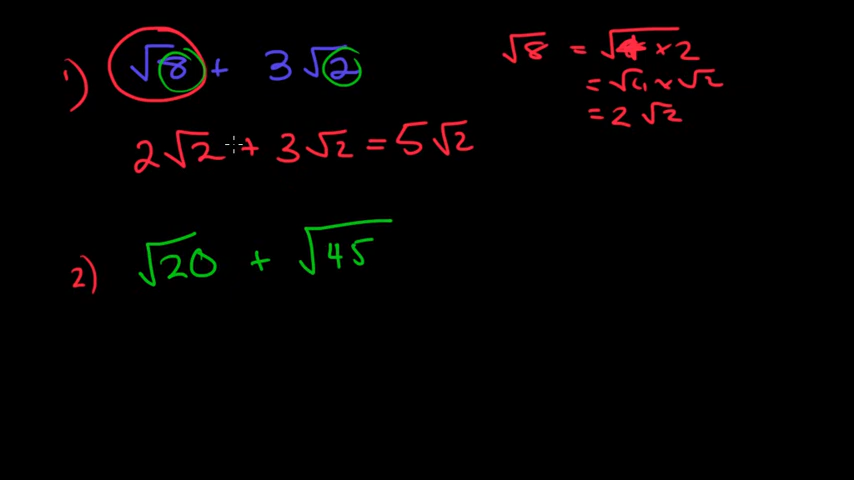 1) √8 + 3√2
√8 = √4 × 2
= √4 × √2
= 2√2
2√2 + 3√2 = 5√2
2) √20 + √45